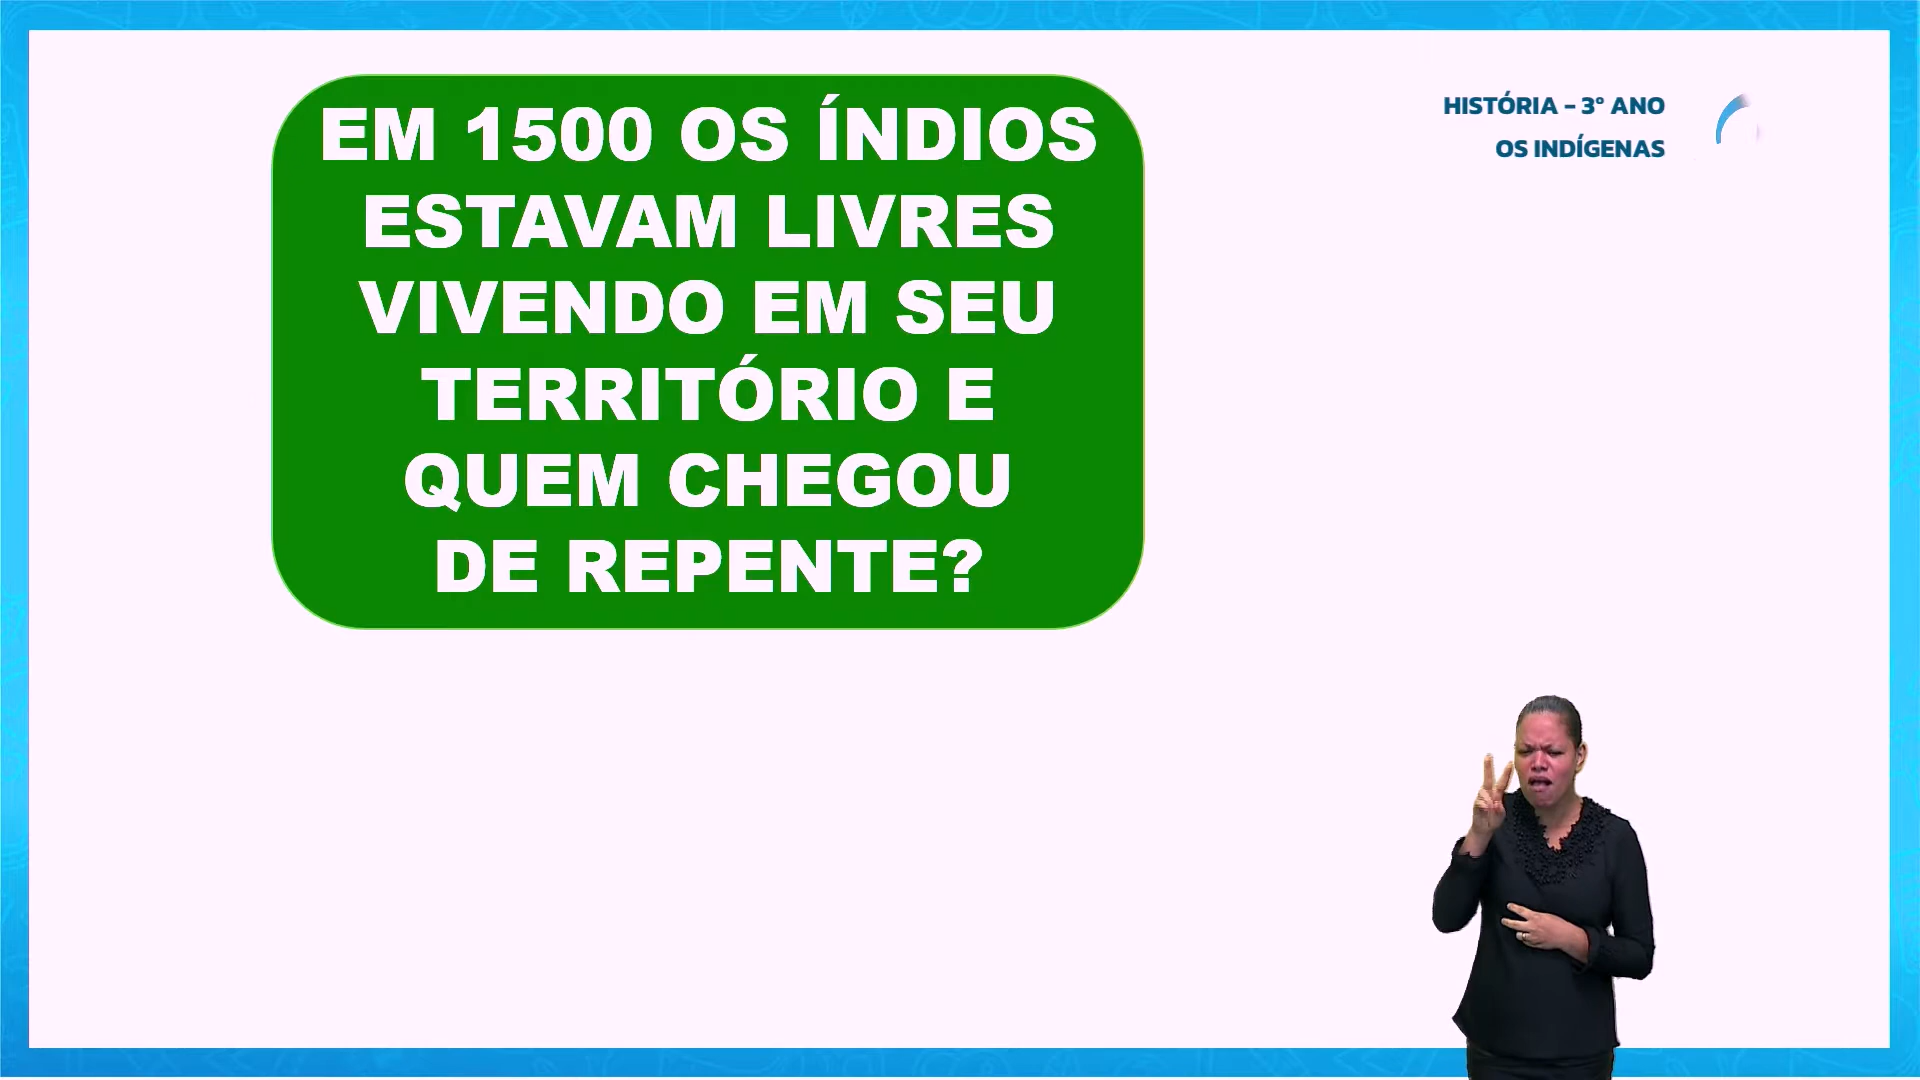 EM 1500 OS ÍNDIOS
ESTAVAM LIVRES
VIVENDO EM SEU
TERRITÓRIO E
QUEM CHEGOU
DE REPENTE?
HISTÓRIA – 3º ANO
OS INDÍGENAS